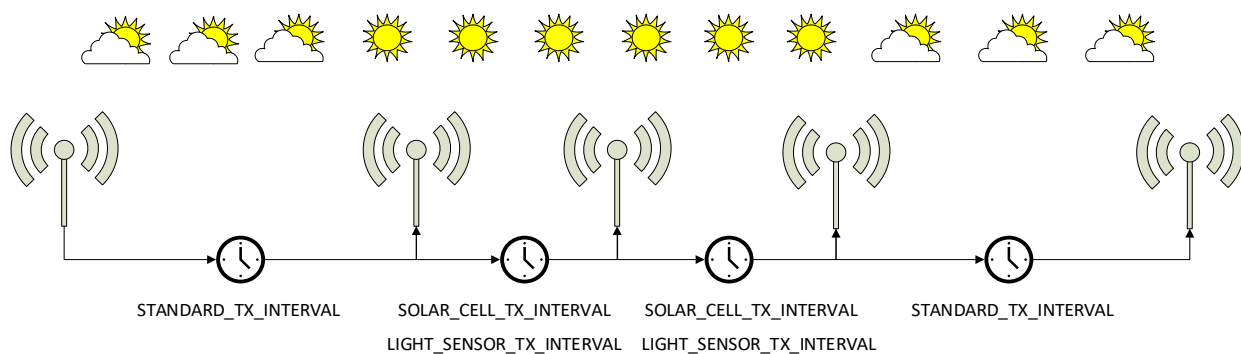 STANDARD_TX_INTERVAL
SOLAR_CELL_TX_INTERVAL
LIGHT_SENSOR_TX_INTERVAL
SOLAR_CELL_TX_INTERVAL
LIGHT_SENSOR_TX_INTERVAL
STANDARD_TX_INTERVAL